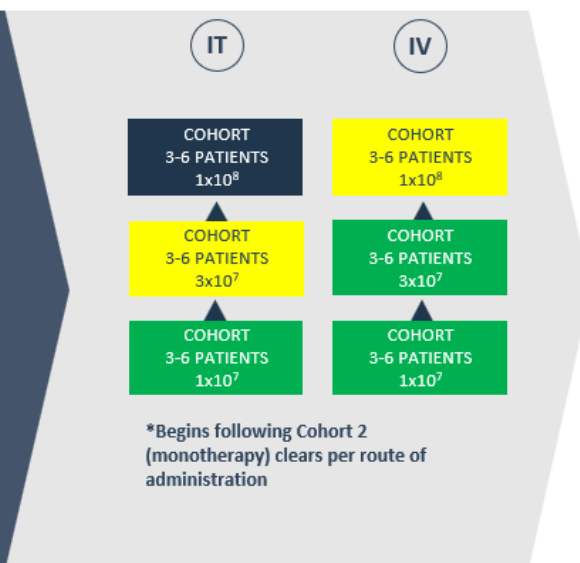 IT
IV
COHORT
3-6 PATIENTS
1x10⁸
COHORT
3-6 PATIENTS
1x10⁸
COHORT
3-6 PATIENTS
3x10⁷
COHORT
3-6 PATIENTS
3x10⁷
COHORT
3-6 PATIENTS
1x10⁷
COHORT
3-6 PATIENTS
1x10⁷
*Begins following Cohort 2
(monotherapy) clears per route of
administration